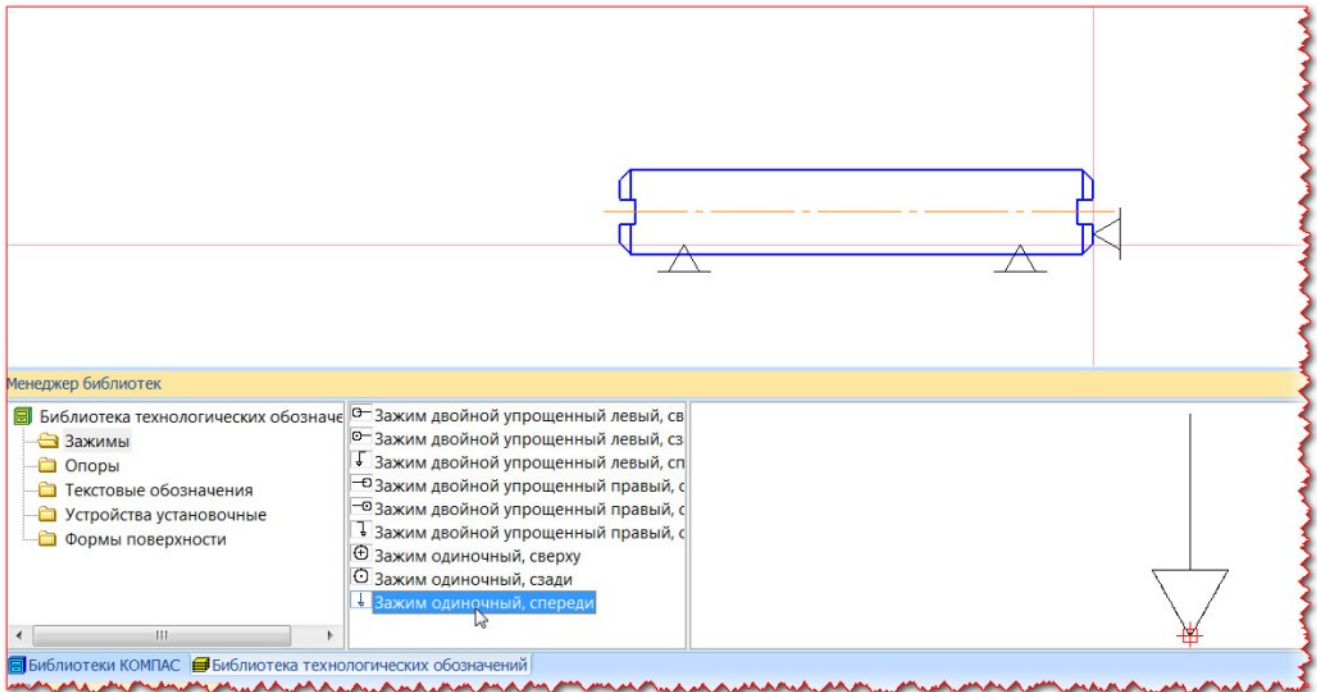 Менеджер библиотек
Библиотека технологических обозначе
Зажимы
Опоры
Текстовые обозначения
Устройства установочные
Формы поверхности
Зажим двойной упрощенный левый, св
Зажим двойной упрощенный левый, сз
Зажим двойной упрощенный левый, сп
Зажим двойной упрощенный правый, с
Зажим двойной упрощенный правый, с
Зажим двойной упрощенный правый, с
Зажим одиночный, сверху
Зажим одиночный, сзади
Зажим одиночный, спереди
Библиотеки КОМПАС
Библиотека технологических обозначений